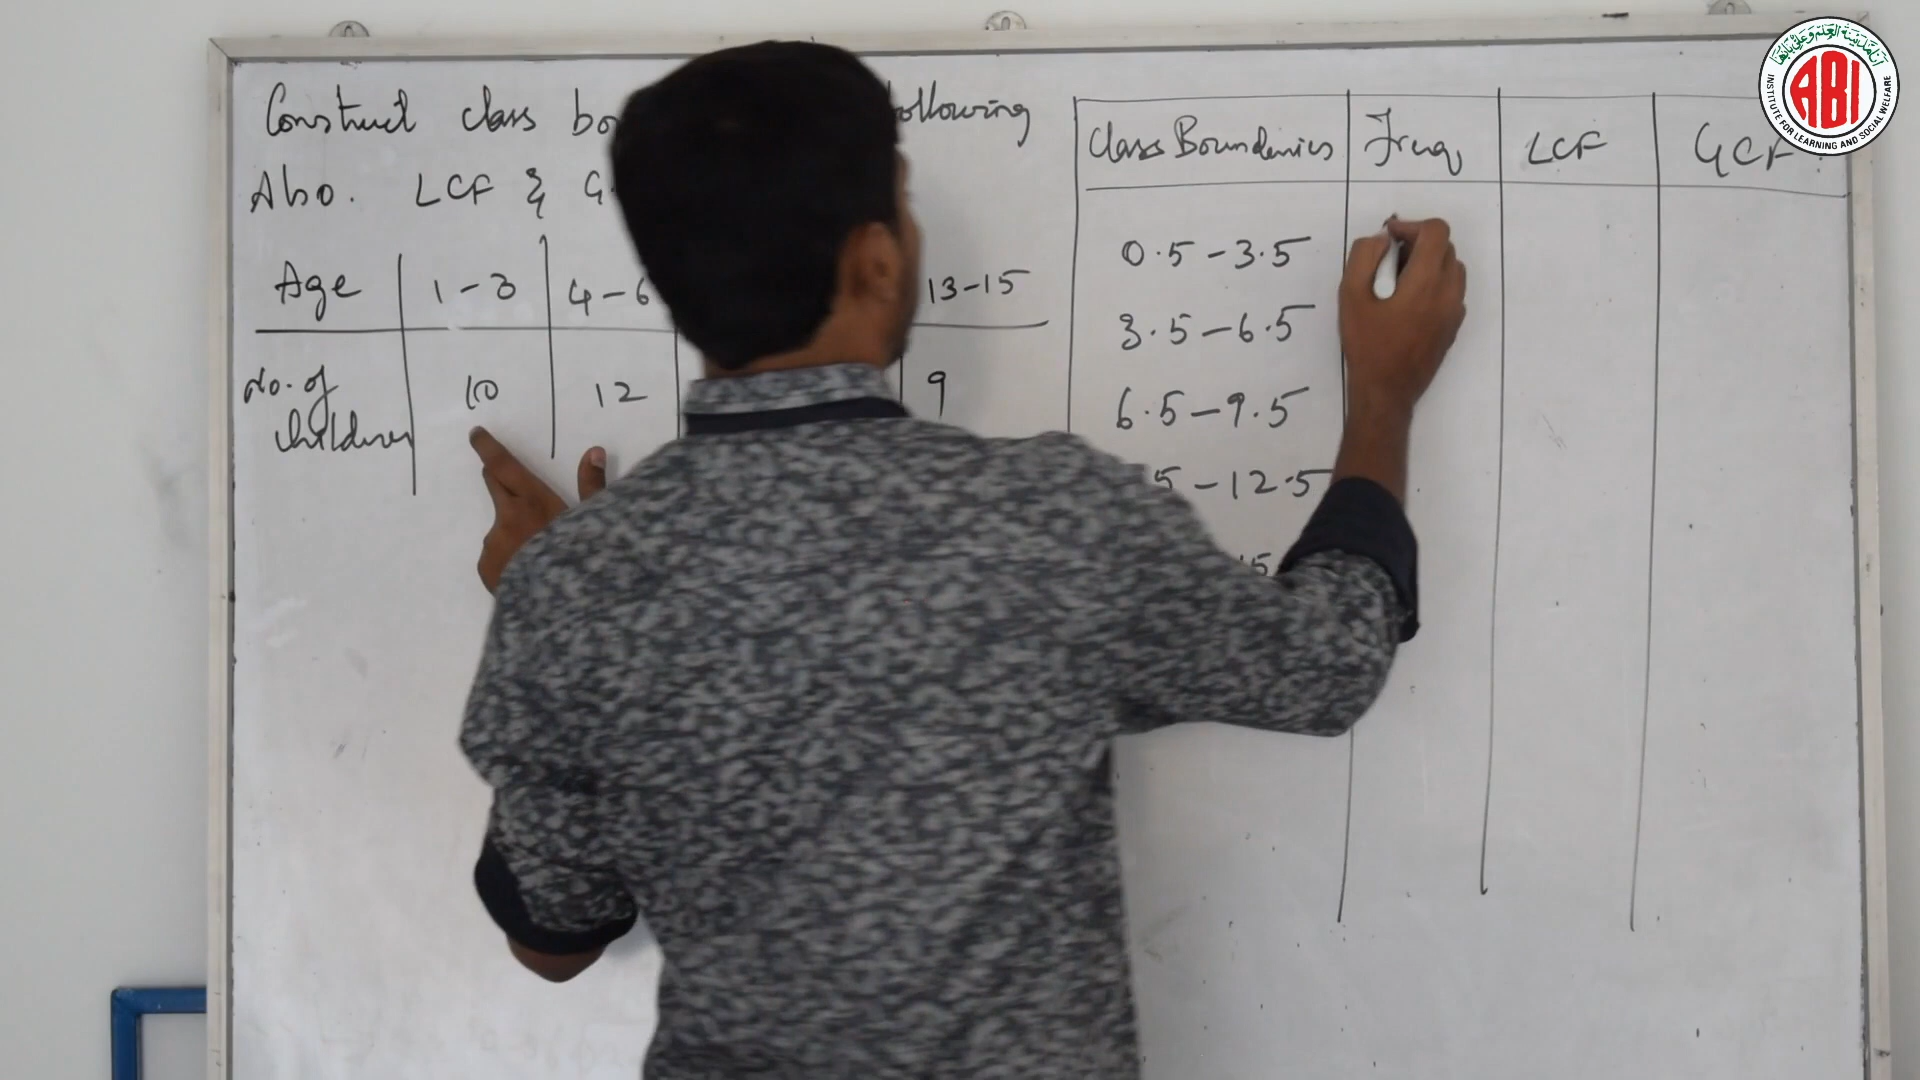 Construct class bo ollowing
Also. LCF & G.
Age 1-3 4-6 13-15
No. of 10 12 9
children
Class Boundaries Freq, LCF GCF
0.5-3.5
3.5-6.5
6.5-9.5
5-12.5
5
ABI
INSTITUTE FOR LEARNING AND SOCIAL WELFARE